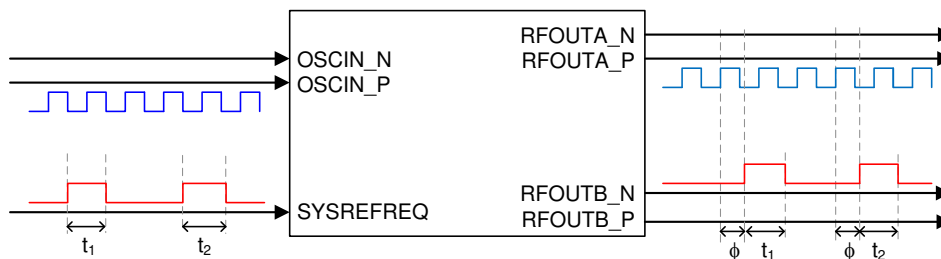 RFOUTA_N
OSCIN_N
RFOUTA_P
OSCIN_P
RFOUTB_N
SYSREFREQ
RFOUTB_P
t1
t2
ϕ
t1
ϕ
t2